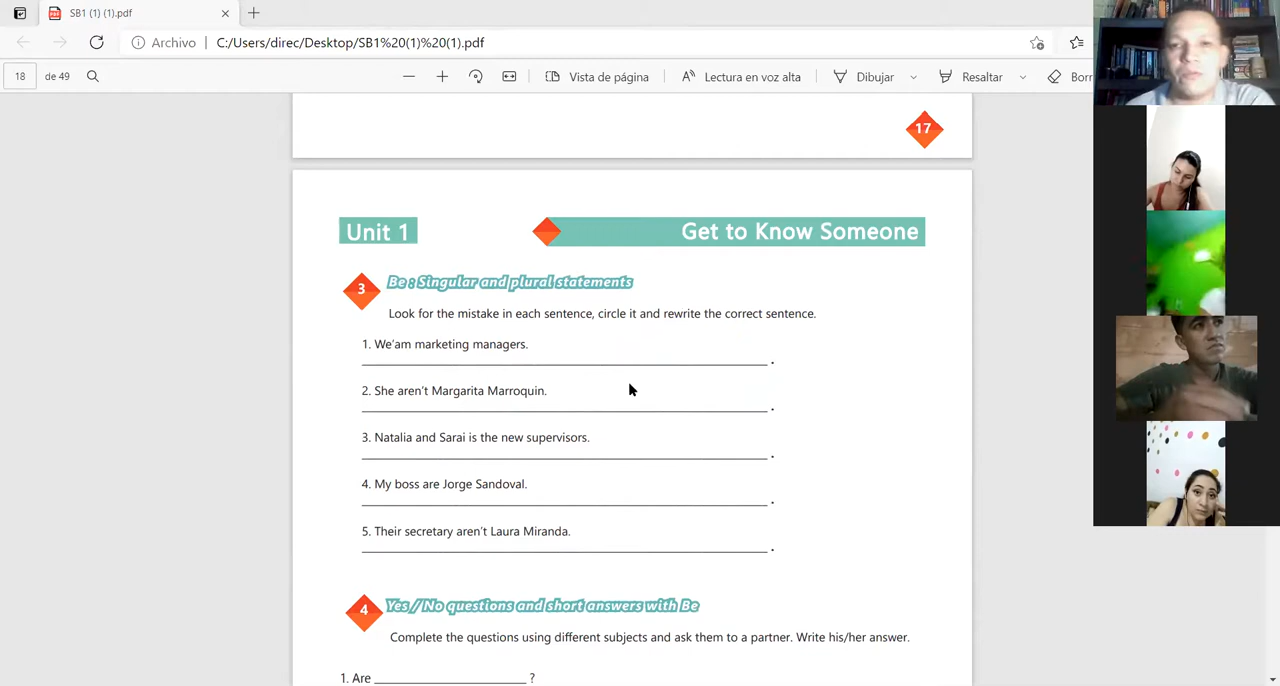 SB1 (1) (1).pdf
Archivo
C:/Users/direc/Desktop/SB1%20(1)%20(1).pdf
18 de 49
Vista de página
Lectura en voz alta
Dibujar
Resaltar
Borr
17
Unit 1
Get to Know Someone
3 Be : Singular and plural statements
Look for the mistake in each sentence, circle it and rewrite the correct sentence.
1. We'am marketing managers.
2. She aren't Margarita Marroquin.
3. Natalia and Sarai is the new supervisors.
4. My boss are Jorge Sandoval.
5. Their secretary aren't Laura Miranda.
4 Yes / No questions and short answers with Be
Complete the questions using different subjects and ask them to a partner. Write his/her answer.
1. Are ____________________ ?